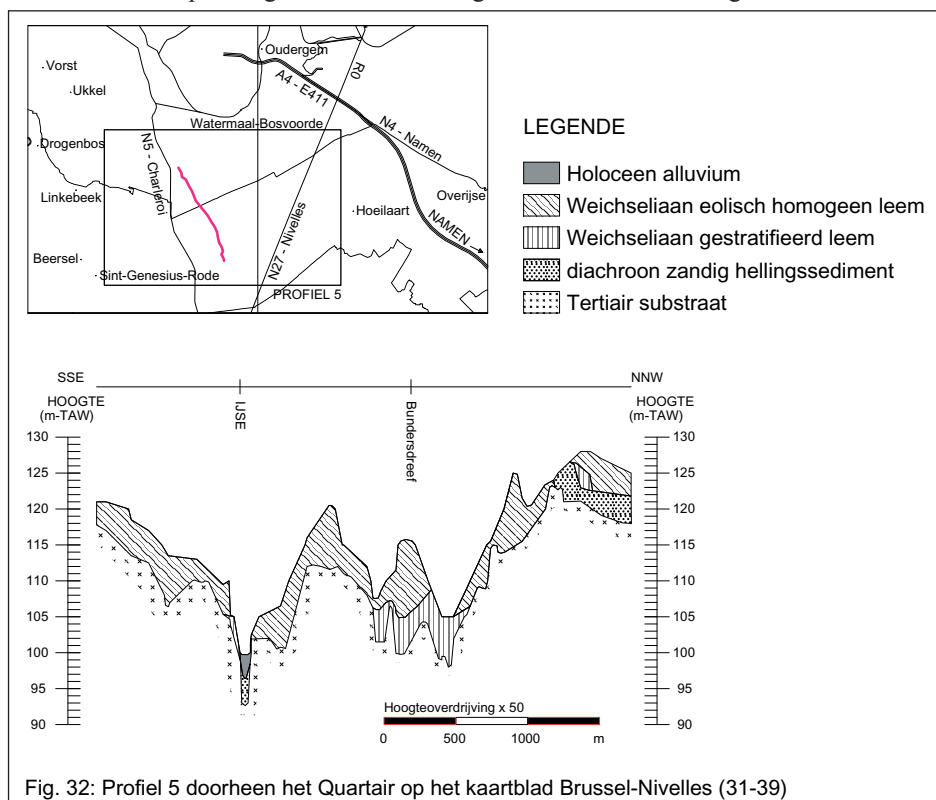 Oudergem
Vorst
Ukkel
R0
A4 - E411
Watermaal-Bosvoorde
N4 - Namen
Drogenbos
N5 - Charleroi
Linkebeek
Overijse
Hoeilaart
NAMEN
N27 - Nivelles
Beersel
Sint-Genesius-Rode
PROFIEL 5
LEGENDE
Holoceen alluvium
Weichseliaan eolisch homogeen leem
Weichseliaan gestratifieerd leem
diachroon zandig hellingssediment
Tertiair substraat
SSE
NNW
HOOGTE
(m-TAW)
IJSE
Bundersdreef
HOOGTE
(m-TAW)
130
125
120
115
110
105
100
95
90
130
125
120
115
110
105
100
95
90
Hoogteoverdrijving x 50
0 500 1000 m
Fig. 32: Profiel 5 doorheen het Quartair op het kaartblad Brussel-Nivelles (31-39)